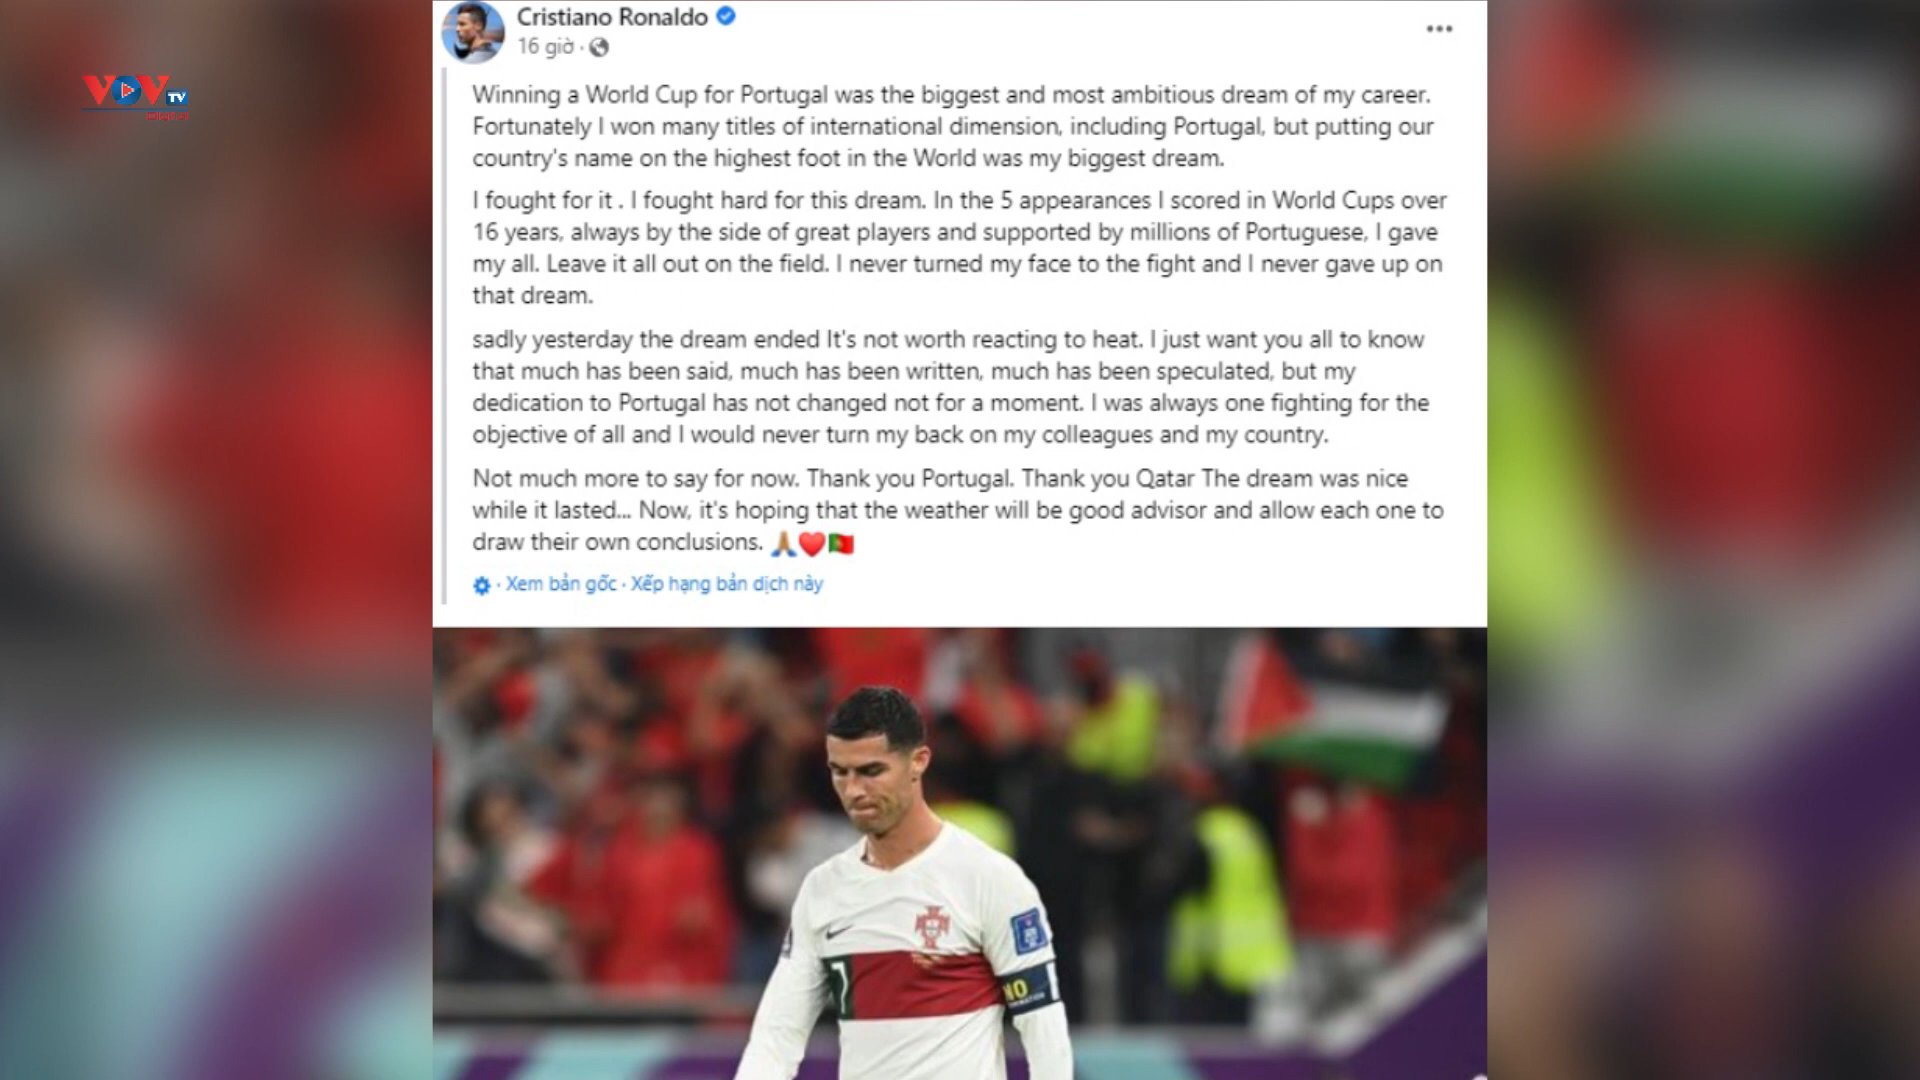 VOV TV
Digital
Cristiano Ronaldo
16 giờ ·
Winning a World Cup for Portugal was the biggest and most ambitious dream of my career.
Fortunately I won many titles of international dimension, including Portugal, but putting our
country's name on the highest foot in the World was my biggest dream.
I fought for it . I fought hard for this dream. In the 5 appearances I scored in World Cups over
16 years, always by the side of great players and supported by millions of Portuguese, I gave
my all. Leave it all out on the field. I never turned my face to the fight and I never gave up on
that dream.
sadly yesterday the dream ended It's not worth reacting to heat. I just want you all to know
that much has been said, much has been written, much has been speculated, but my
dedication to Portugal has not changed not for a moment. I was always one fighting for the
objective of all and I would never turn my back on my colleagues and my country.
Not much more to say for now. Thank you Portugal. Thank you Qatar The dream was nice
while it lasted... Now, it's hoping that the weather will be good advisor and allow each one to
draw their own conclusions. 🙏🏽♥️🇵🇹
· Xem bản gốc · Xếp hạng bản dịch này
7
NO